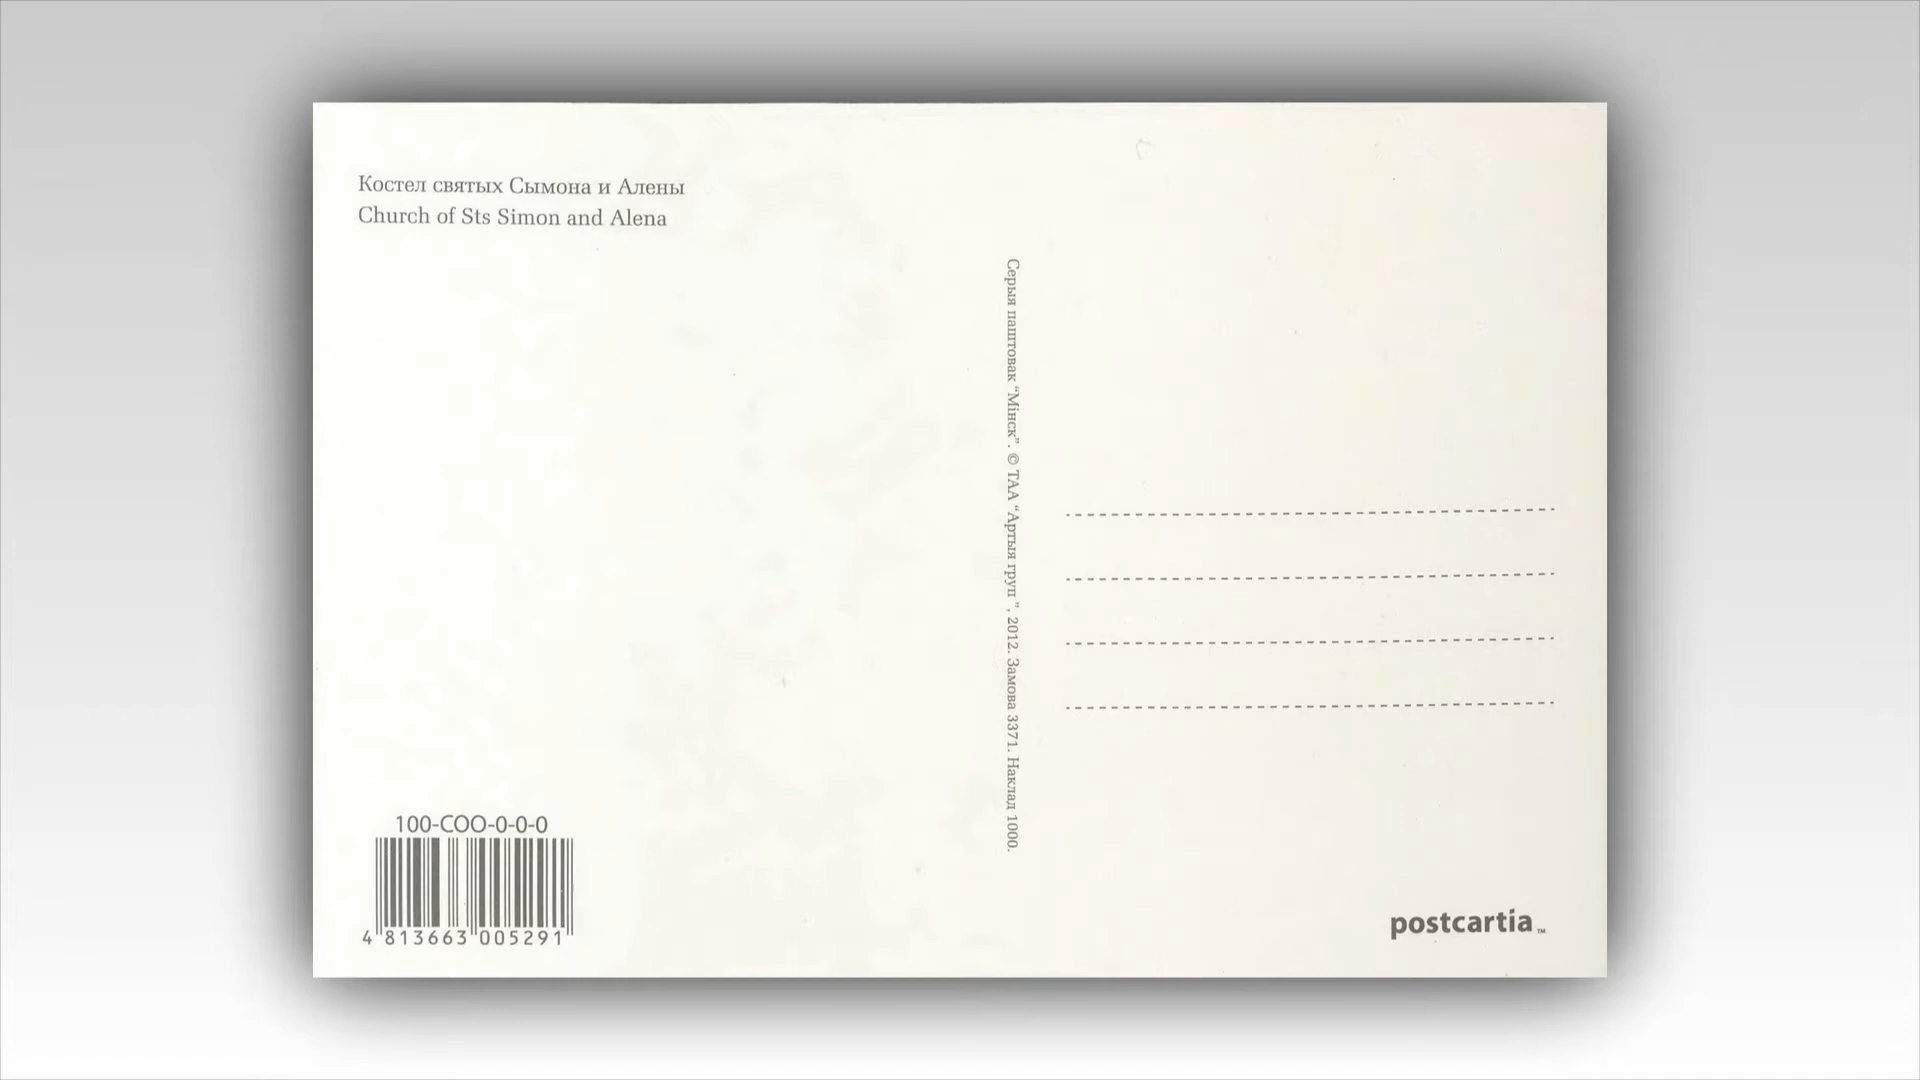 Костел святых Сымона и Алены
Church of Sts Simon and Alena
Серыя паштовак “Мінск”. © ТАА “Артыя груп ”, 2012. Замова 3371. Наклад 1000.
100-COO-0-0-0
4 813663 005291
postcartia™